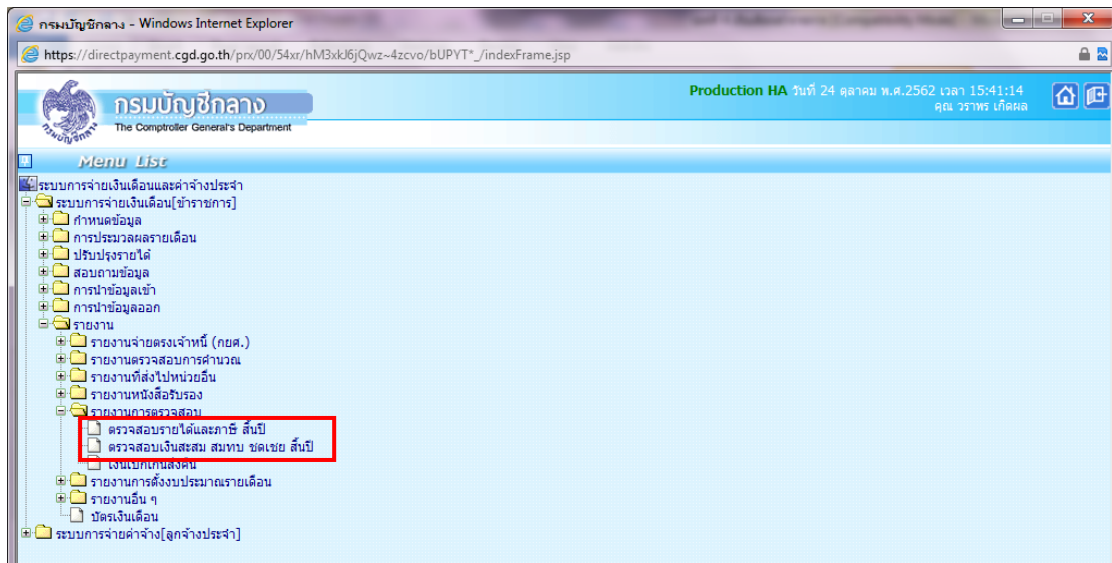 กรมบัญชีกลาง - Windows Internet Explorer
https://directpayment.cgd.go.th/prx/00/54xr/hM3xkJ6jQwz~4zcvo/bUPYT*_/indexFrame.jsp
กรมบัญชีกลาง
The Comptroller General's Department
Production HA วันที่ 24 ตุลาคม พ.ศ.2562 เวลา 15:41:14
คุณ วราพร เกิดผล
Menu List
ระบบการจ่ายเงินเดือนและค่าจ้างประจำ
ระบบการจ่ายเงินเดือน[ข้าราชการ]
กำหนดข้อมูล
การประมวลผลรายเดือน
ปรับปรุงรายได้
สอบถามข้อมูล
การนำข้อมูลเข้า
การนำข้อมูลออก
รายงาน
รายงานจ่ายตรงเจ้าหนี้ (กยศ.)
รายงานตรวจสอบการคำนวณ
รายงานที่ส่งไปหน่วยอื่น
รายงานหนังสือรับรอง
รายงานการตรวจสอบ
ตรวจสอบรายได้และภาษี สิ้นปี
ตรวจสอบเงินสะสม สมทบ ชดเชย สิ้นปี
เงินเบิกเกินส่งคืน
รายงานการตั้งงบประมาณรายเดือน
รายงานอื่น ๆ
บัตรเงินเดือน
ระบบการจ่ายค่าจ้าง[ลูกจ้างประจำ]